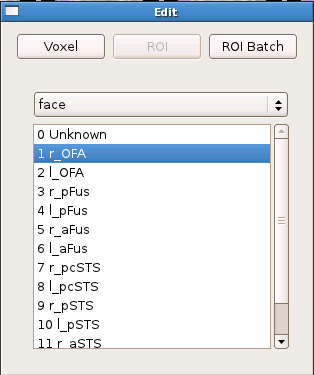 Edit
Voxel ROI ROI Batch
face
0 Unknown
1 r_OFA
2 l_OFA
3 r_pFus
4 l_pFus
5 r_aFus
6 l_aFus
7 r_pcSTS
8 l_pcSTS
9 r_pSTS
10 l_pSTS
11 r_aSTS